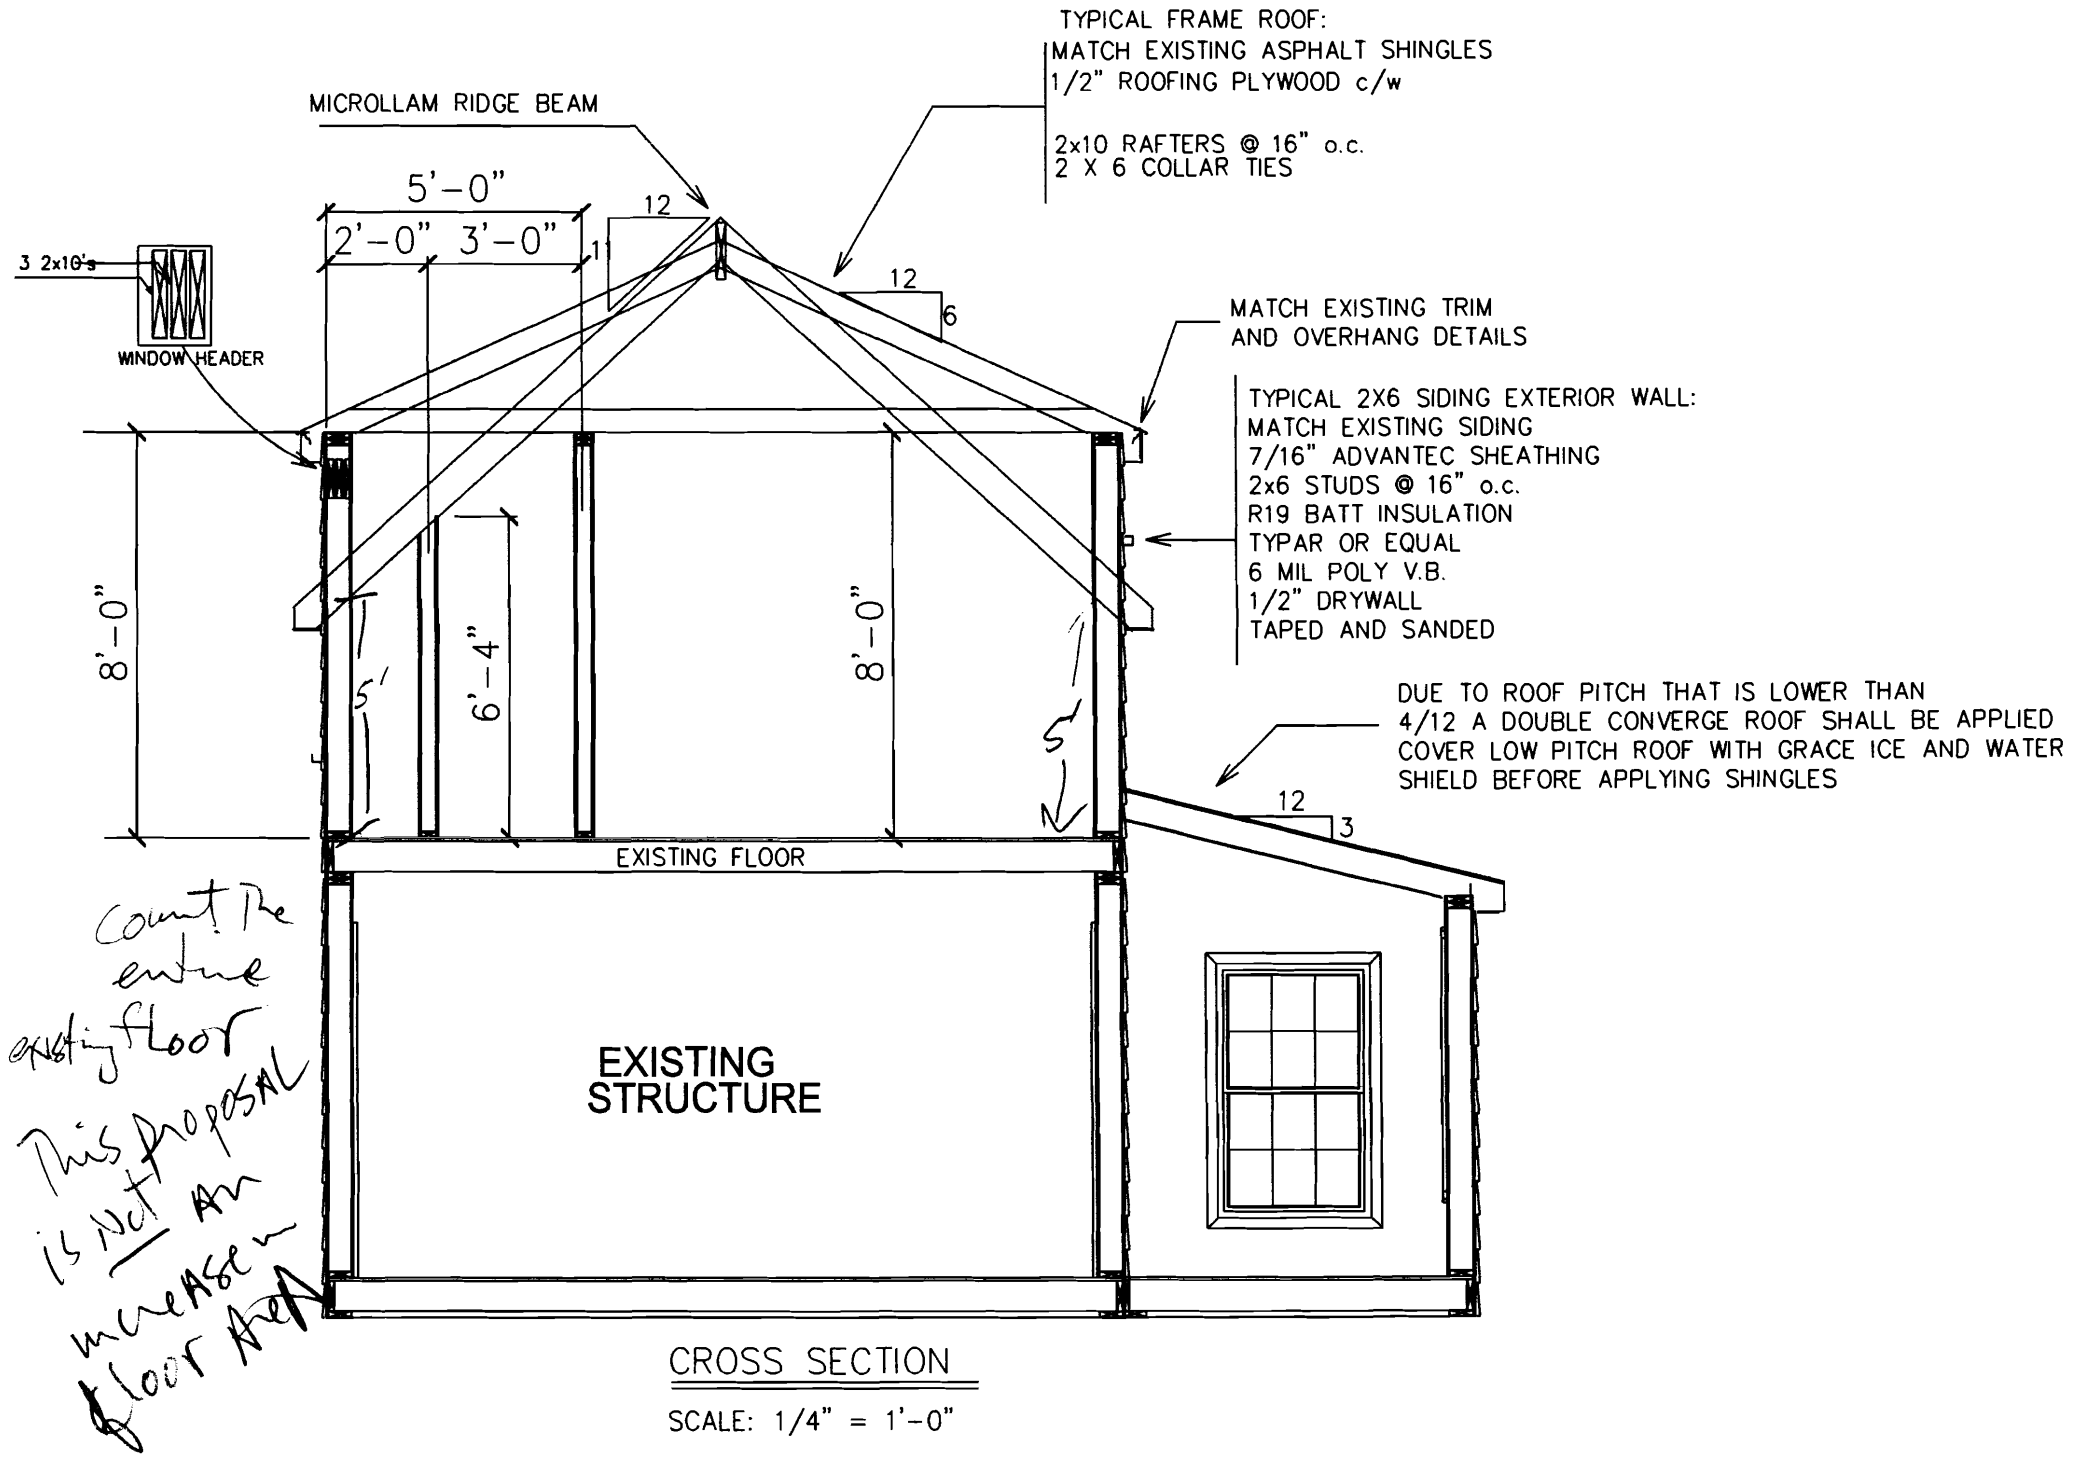 TYPICAL FRAME ROOF:
MATCH EXISTING ASPHALT SHINGLES
1/2" ROOFING PLYWOOD c/w
2x10 RAFTERS @ 16" o.c.
2 X 6 COLLAR TIES
MICROLLAM RIDGE BEAM
5'-0"
2'-0"
3'-0"
12
11
12
6
3 2x10's
WINDOW HEADER
MATCH EXISTING TRIM
AND OVERHANG DETAILS
TYPICAL 2X6 SIDING EXTERIOR WALL:
MATCH EXISTING SIDING
7/16" ADVANTEC SHEATHING
2x6 STUDS @ 16" o.c.
R19 BATT INSULATION
TYPAR OR EQUAL
6 MIL POLY V.B.
1/2" DRYWALL
TAPED AND SANDED
8'-0"
5'
6'-4"
8'-0"
5'
DUE TO ROOF PITCH THAT IS LOWER THAN
4/12 A DOUBLE CONVERGE ROOF SHALL BE APPLIED
COVER LOW PITCH ROOF WITH GRACE ICE AND WATER
SHIELD BEFORE APPLYING SHINGLES
12
3
EXISTING FLOOR
Count The
entire
existing floor
This proposal
is Not An
increase in
floor Area
EXISTING
STRUCTURE
CROSS SECTION
SCALE: 1/4" = 1'-0"